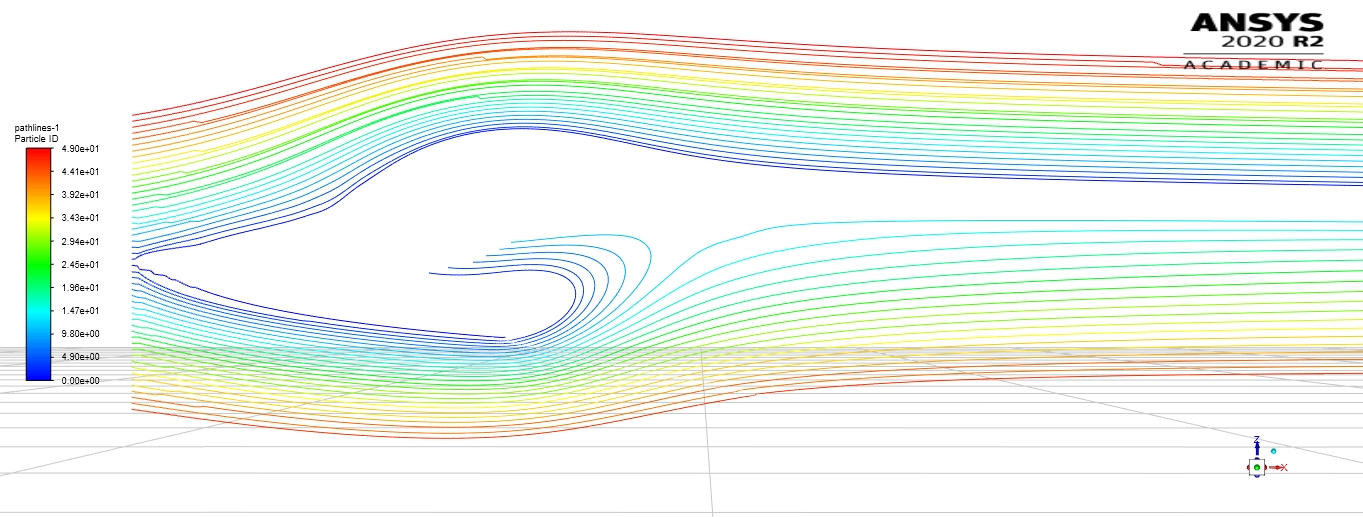 ANSYS
2020 R2
ACADEMIC
pathlines-1
Particle ID
4.90e+01
4.41e+01
3.92e+01
3.43e+01
2.94e+01
2.45e+01
1.96e+01
1.47e+01
9.80e+00
4.90e+00
0.00e+00
Z
X